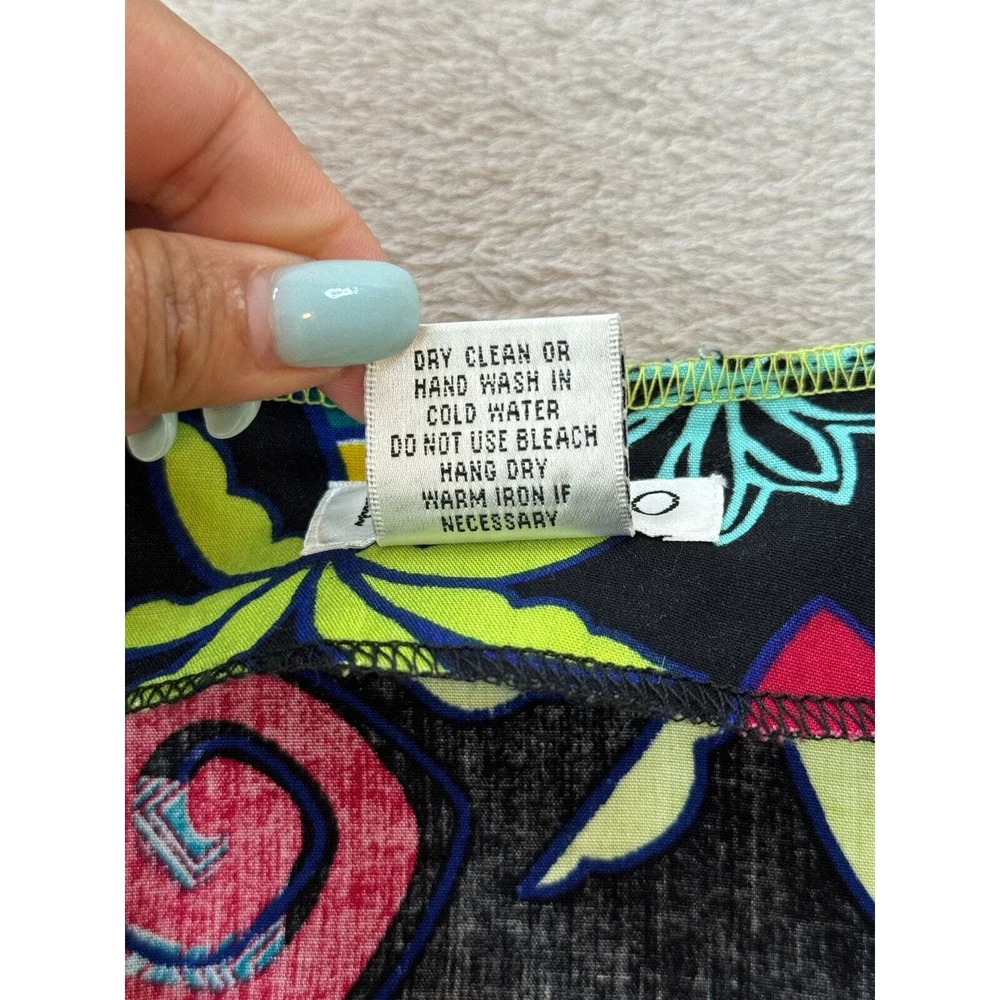 DRY CLEAN OR
HAND WASH IN
COLD WATER
DO NOT USE BLEACH
HANG DRY
WARM IRON IF
NECESSARY